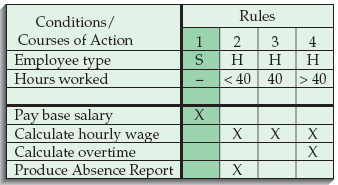 Conditions/ Rules
Courses of Action 1 2 3 4
Employee type S H H H
Hours worked – < 40 40 > 40
Pay base salary X
Calculate hourly wage X X X
Calculate overtime X
Produce Absence Report X